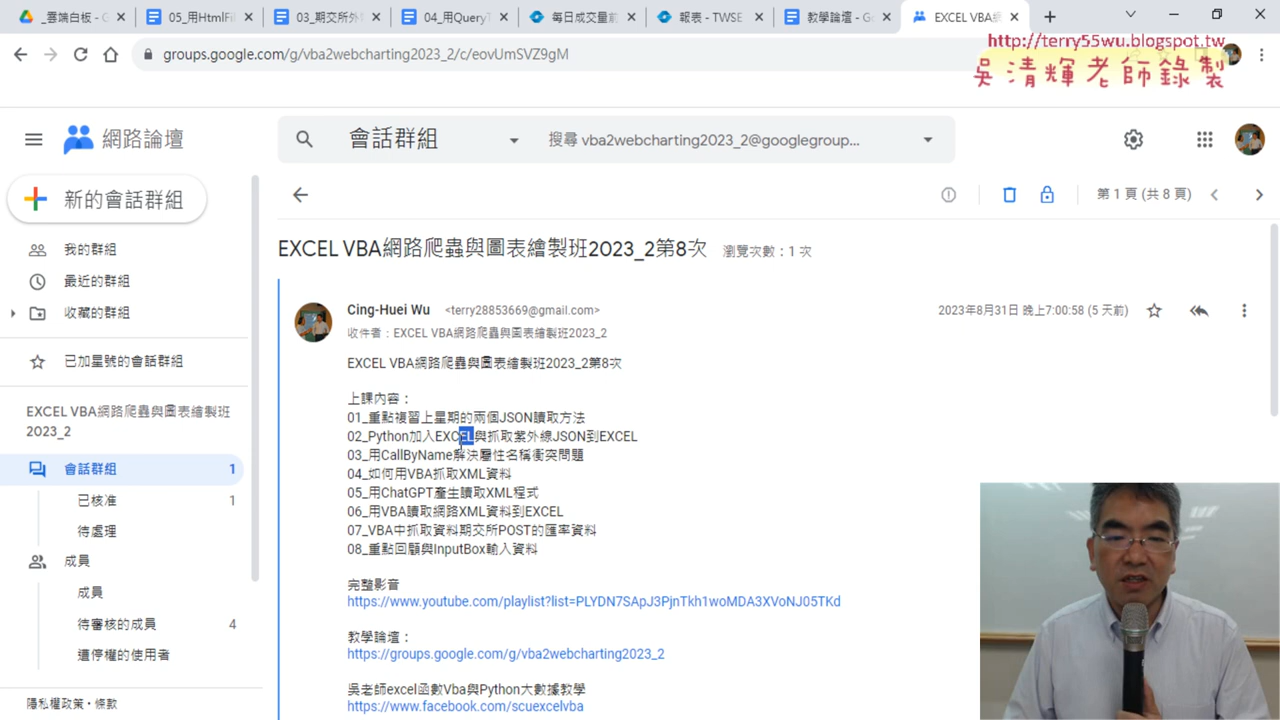 _雲端白板 - G
05_用HtmlFil
03_期交所外
04_用QueryT
每日成交量前
報表 - TWSE
教學論壇 - Go
EXCEL VBA網
groups.google.com/g/vba2webcharting2023_2/c/eovUmSVZ9gM
http://terry55wu.blogspot.tw
吳清輝老師錄製
網路論壇
會話群組
搜尋 vba2webcharting2023_2@googlegroup...
新的會話群組
第 1 頁 (共 8 頁)
我的群組
最近的群組
收藏的群組
已加星號的會話群組
EXCEL VBA網路爬蟲與圖表繪製班
2023_2
會話群組 1
已核准 1
待處理
成員
成員
待審核的成員 4
遭停權的使用者
隱私權政策 • 條款
EXCEL VBA網路爬蟲與圖表繪製班2023_2第8次 瀏覽次數：1 次
Cing-Huei Wu <terry28853669@gmail.com>
2023年8月31日 晚上7:00:58 (5 天前)
收件者：EXCEL VBA網路爬蟲與圖表繪製班2023_2
EXCEL VBA網路爬蟲與圖表繪製班2023_2第8次
上課內容：
01_重點複習上星期的兩個JSON讀取方法
02_Python加入EXCEL與抓取紫外線JSON到EXCEL
03_用CallByName解決屬性名稱衝突問題
04_如何用VBA抓取XML資料
05_用ChatGPT產生讀取XML程式
06_用VBA讀取網路XML資料到EXCEL
07_VBA中抓取資料期交所POST的匯率資料
08_重點回顧與InputBox輸入資料
完整影音
https://www.youtube.com/playlist?list=PLYDN7SApJ3PjnTkh1woMDA3XVoNJ05TKd
教學論壇：
https://groups.google.com/g/vba2webcharting2023_2
吳老師excel函數Vba與Python大數據教學
https://www.facebook.com/scuexcelvba